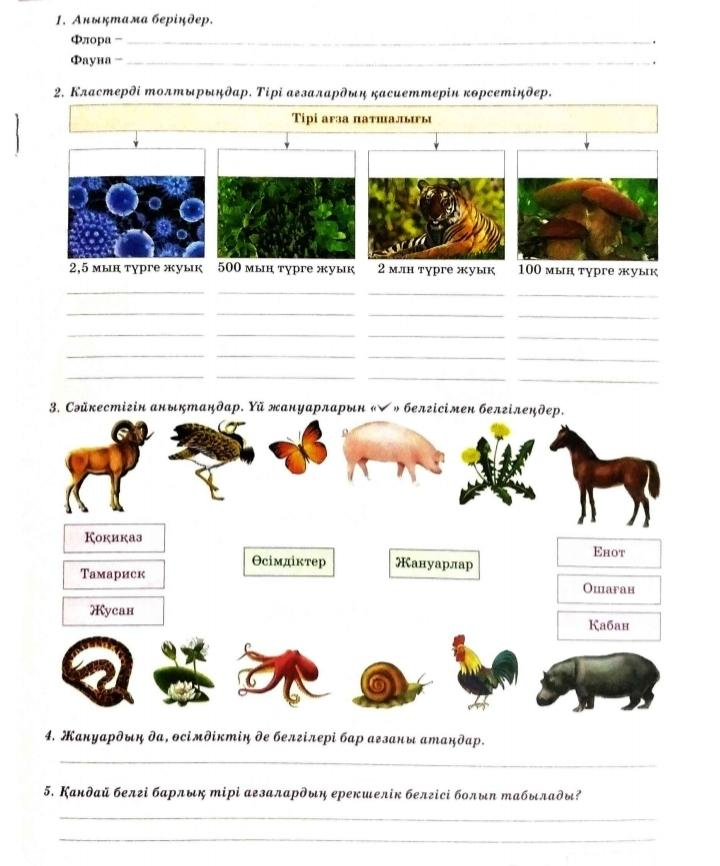 1. Анықтама беріңдер.
Флора –
Фауна –
2. Кластерді толтырыңдар. Тірі ағзалардың қасиеттерін көрсетіңдер.
Тірі ағза патшалығы
2,5 мың түрге жуық 500 мың түрге жуық 2 млн түрге жуық 100 мың түрге жуық
3. Сәйкестігін анықтаңдар. Үй жануарларын «✓» белгісімен белгілеңдер.
Қоқиқаз
Тамариск
Жусан
Өсімдіктер
Жануарлар
Енот
Ошаған
Қабан
4. Жануардың да, өсімдіктің де белгілері бар ағзаны атаңдар.
5. Қандай белгі барлық тірі ағзалардың ерекшелік белгісі болып табылады?